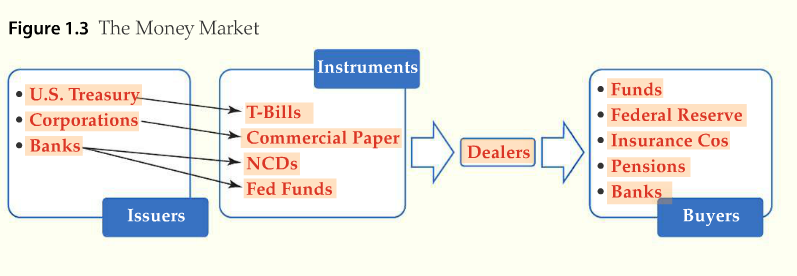 Figure 1.3 The Money Market
Instruments
• U.S. Treasury
• Corporations
• Banks
Issuers
T-Bills
Commercial Paper
NCDs
Fed Funds
Dealers
• Funds
• Federal Reserve
• Insurance Cos
• Pensions
• Banks
Buyers